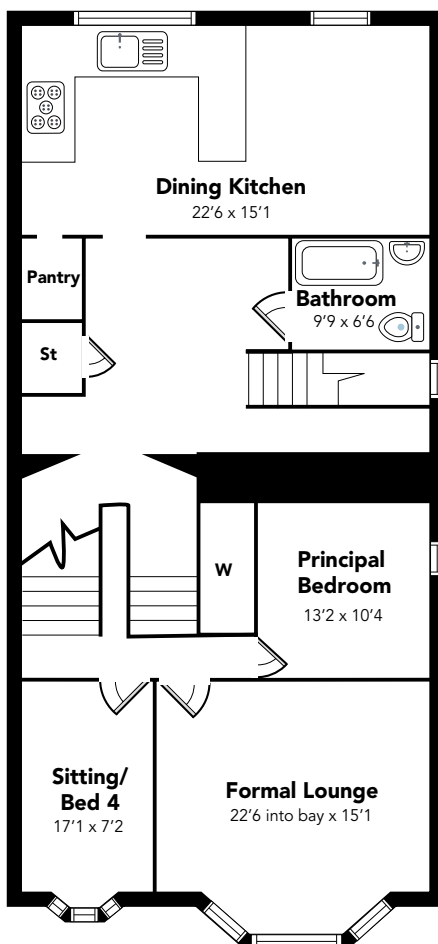 Dining Kitchen
22’6 x 15’1
Pantry
Bathroom
9’9 x 6’6
St
W
Principal
Bedroom
13’2 x 10’4
Sitting/
Bed 4
17’1 x 7’2
Formal Lounge
22’6 into bay x 15’1